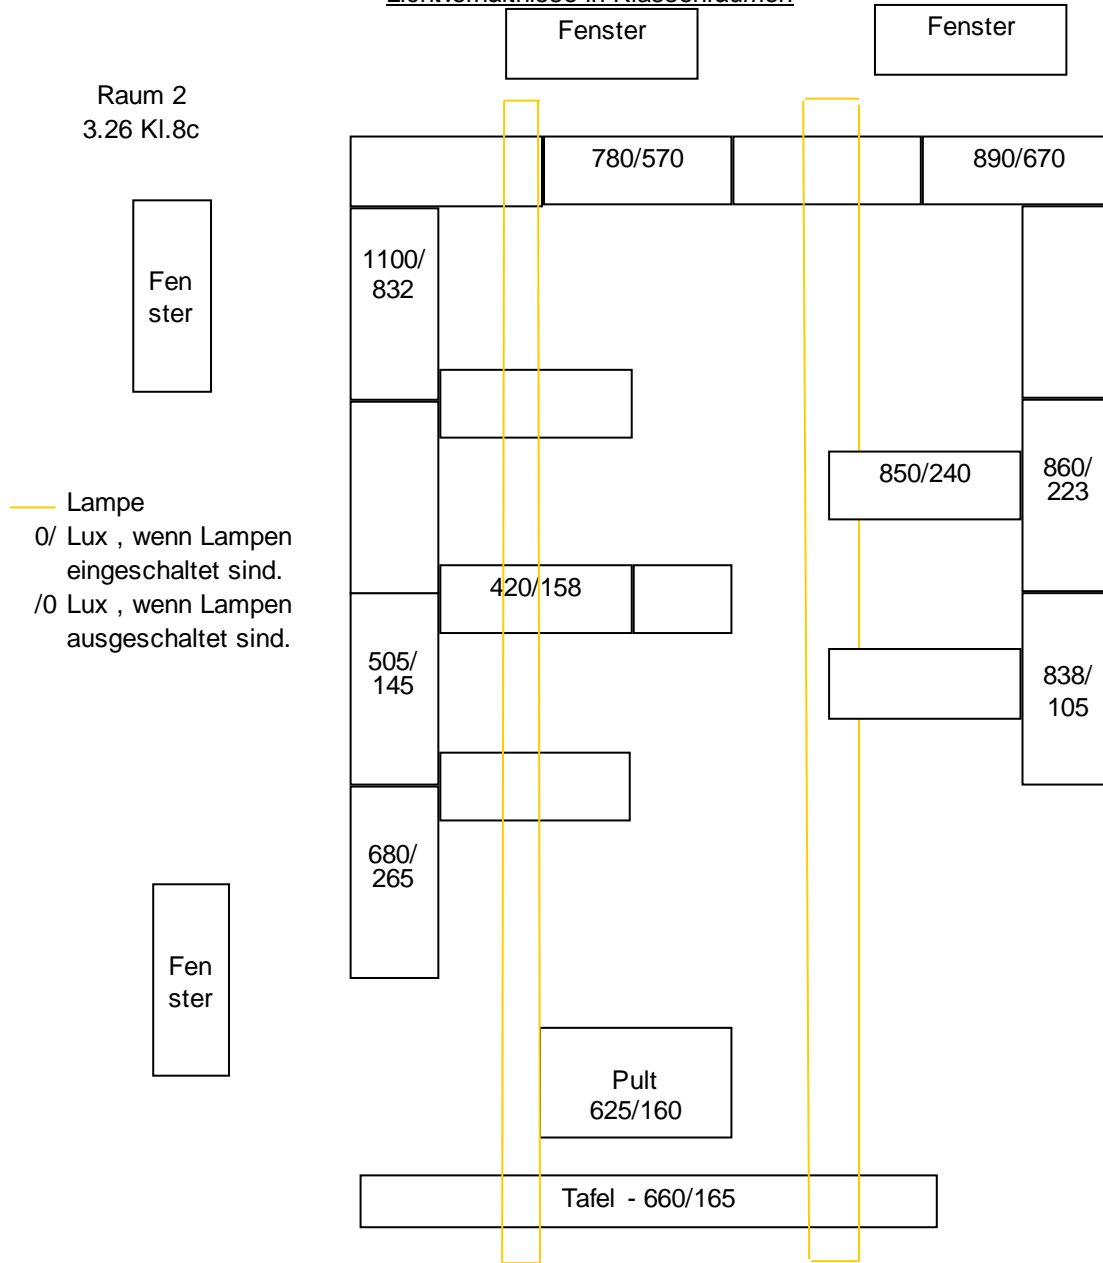 Fenster
Fenster
Raum 2
3.26 Kl.8c
780/570
890/670
1100/
832
Fen
ster
850/240
860/
223
Lampe
0/ Lux , wenn Lampen
eingeschaltet sind.
/0 Lux , wenn Lampen
ausgeschaltet sind.
420/158
505/
145
838/
105
680/
265
Fen
ster
Pult
625/160
Tafel - 660/165